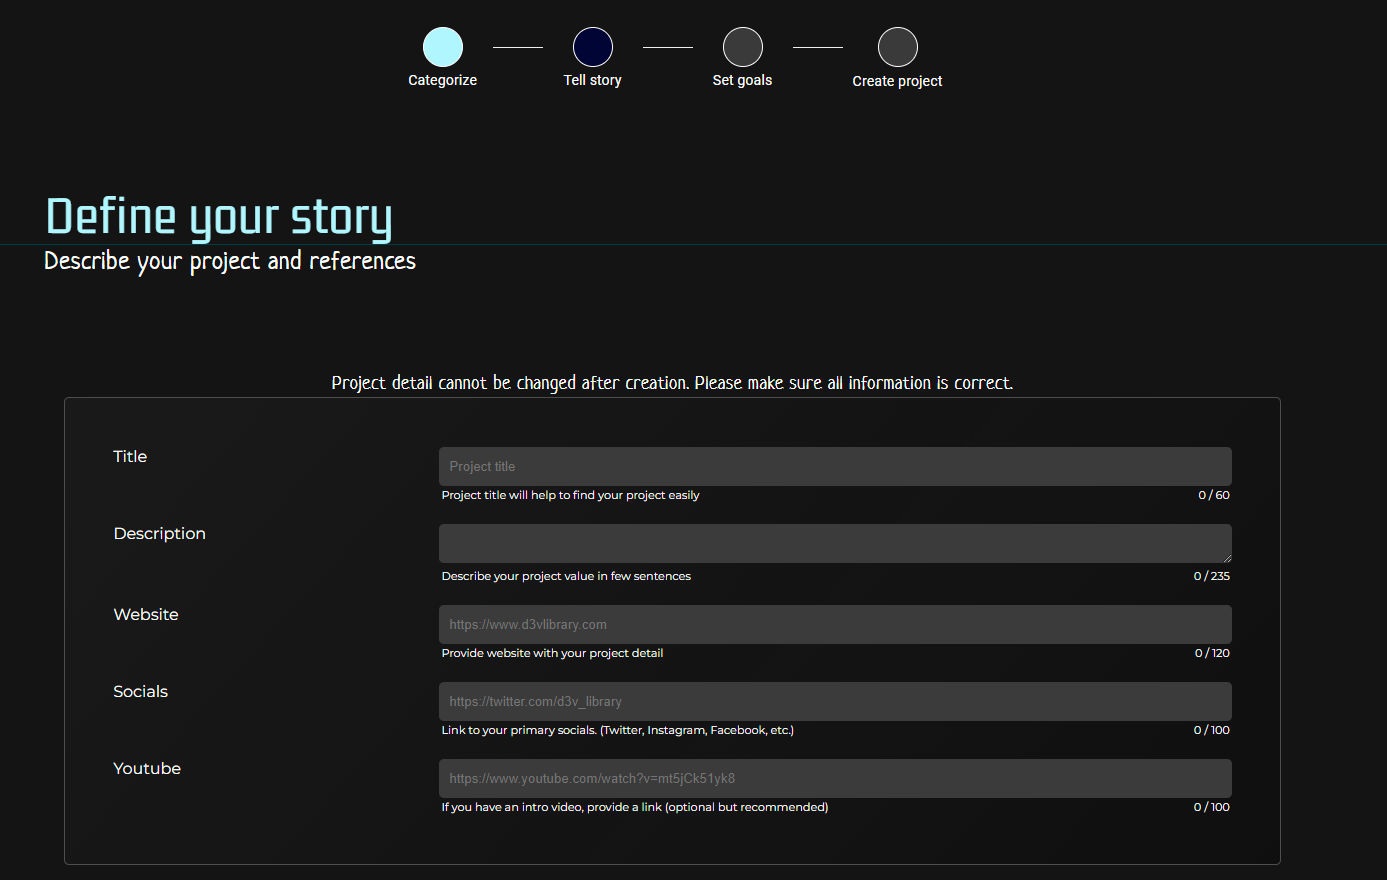 Categorize
Tell story
Set goals
Create project
Define your story
Describe your project and references
Project detail cannot be changed after creation. Please make sure all information is correct.
Title
Project title
Project title will help to find your project easily
0 / 60
Description
Describe your project value in few sentences
0 / 235
Website
https://www.d3vlibrary.com
Provide website with your project detail
0 / 120
Socials
https://twitter.com/d3v_library
Link to your primary socials. (Twitter, Instagram, Facebook, etc.)
0 / 100
Youtube
https://www.youtube.com/watch?v=mt5jCk51yk8
If you have an intro video, provide a link (optional but recommended)
0 / 100